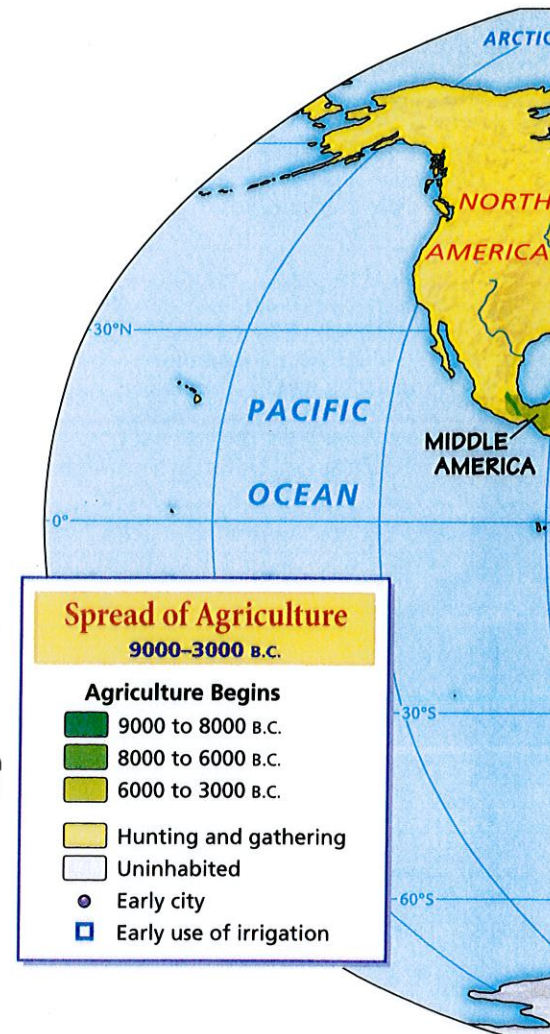 ARCTIC
NORTH
AMERICA
30°N
PACIFIC
OCEAN
MIDDLE
AMERICA
0°
Spread of Agriculture
9000–3000 B.C.
Agriculture Begins
9000 to 8000 B.C.
8000 to 6000 B.C.
6000 to 3000 B.C.
Hunting and gathering
Uninhabited
Early city
Early use of irrigation
30°S
60°S